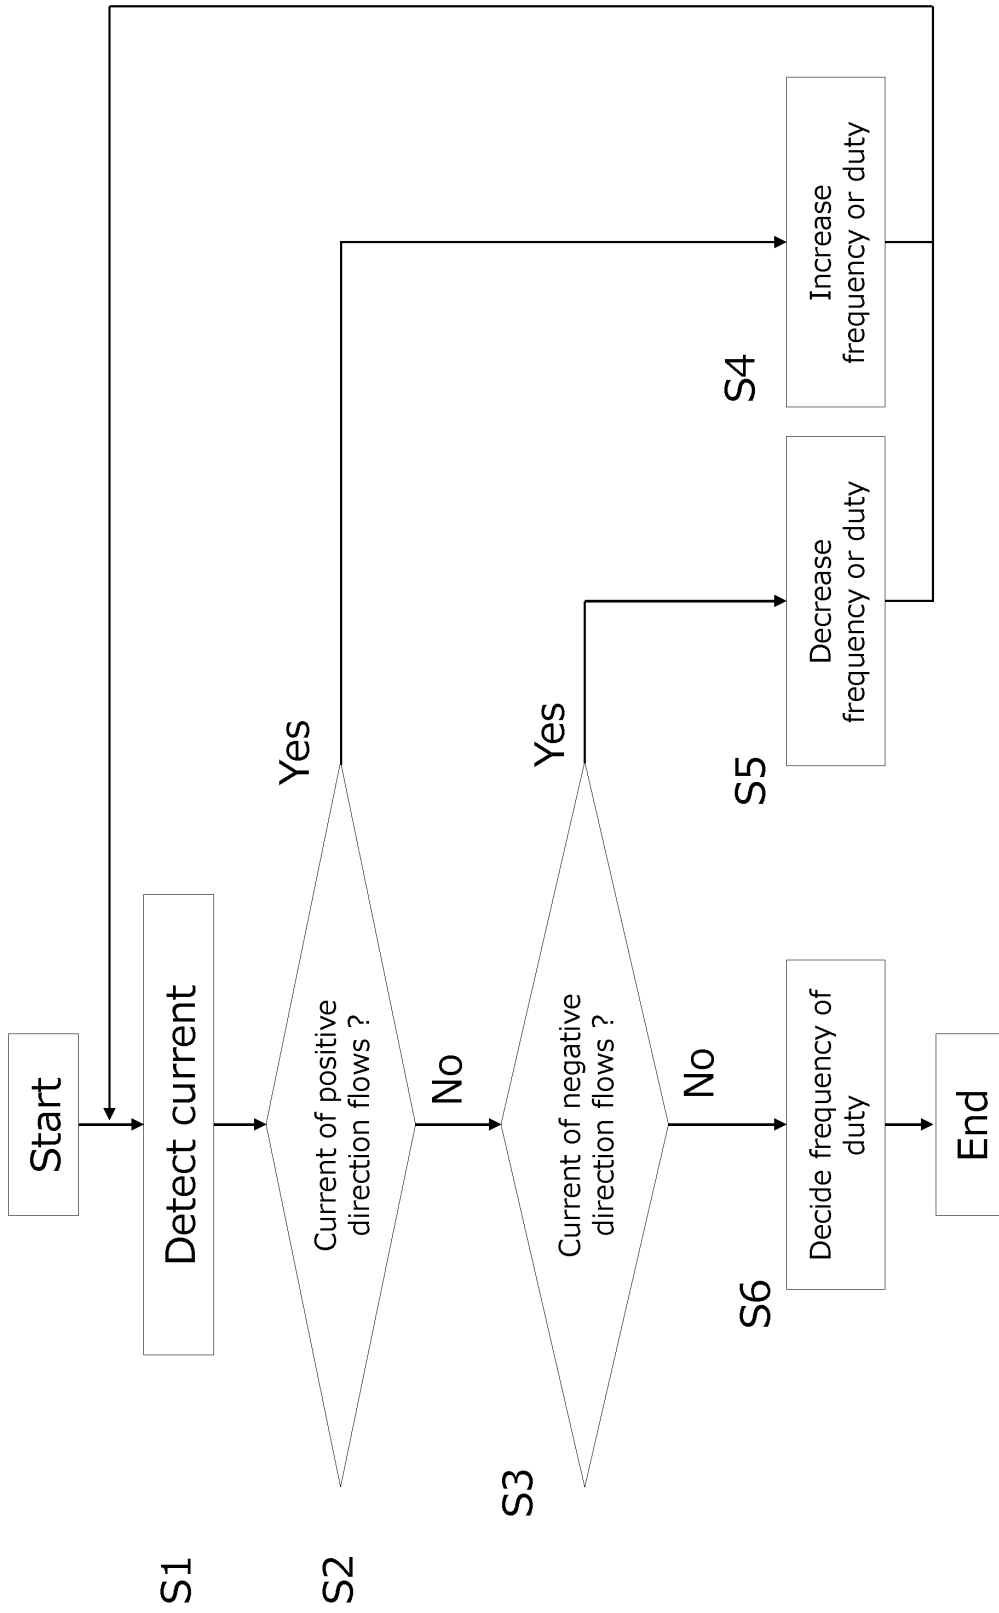 Start
S1
Detect current
S2
Current of positive
direction flows ?
Yes
No
S3
Current of negative
direction flows ?
Yes
No
S6
Decide frequency of
duty
S5
Decrease
frequency or duty
S4
Increase
frequency or duty
End